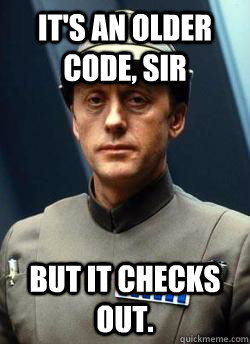 IT'S AN OLDER
CODE, SIR
BUT IT CHECKS
OUT.
quickmeme.com